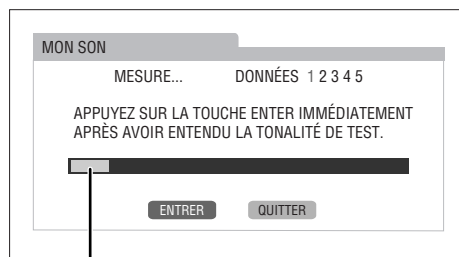 MON SON
MESURE... DONNÉES 1 2 3 4 5
APPUYEZ SUR LA TOUCHE ENTER IMMÉDIATEMENT
APRÈS AVOIR ENTENDU LA TONALITÉ DE TEST.
ENTRER QUITTER